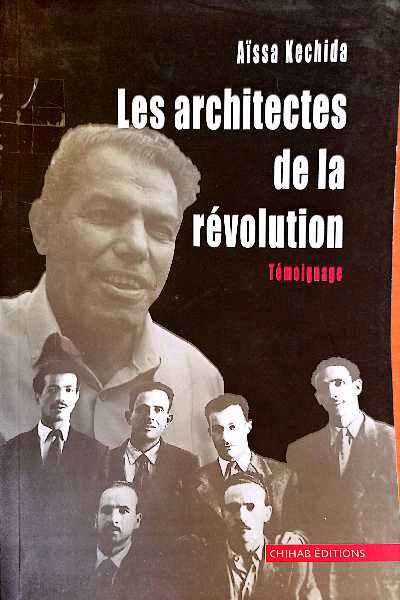 Aïssa Kechida
Les architectes
de la
révolution
Témoignage
CHIHAB ÉDITIONS